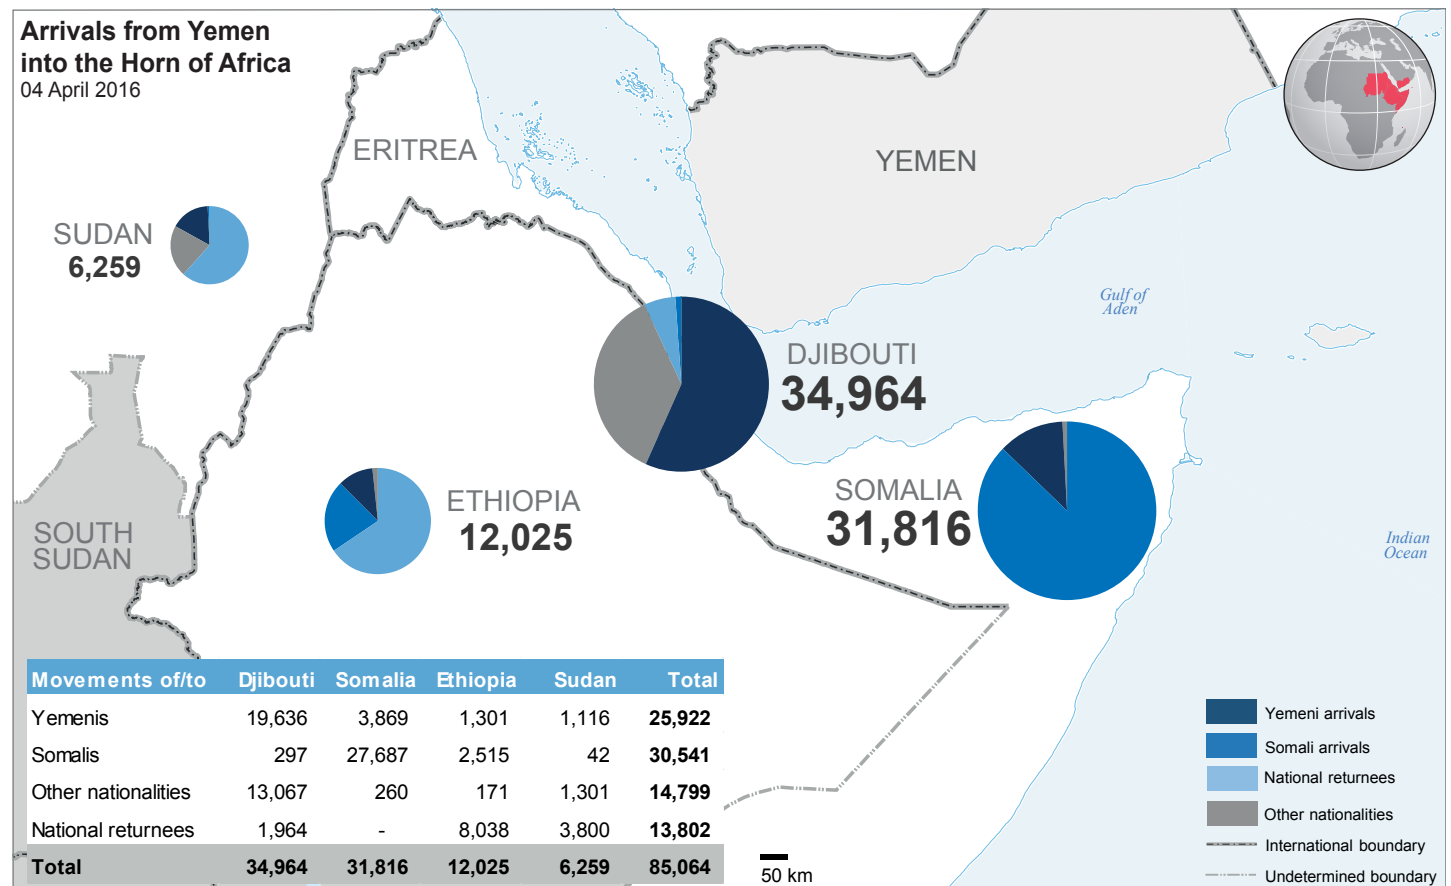 Arrivals from Yemen
into the Horn of Africa
04 April 2016
ERITREA
YEMEN
SUDAN
6,259
Gulf of
Aden
DJIBOUTI
34,964
SOMALIA
31,816
ETHIOPIA
12,025
SOUTH
SUDAN
Indian
Ocean
Movements of/to Djibouti Somalia Ethiopia Sudan Total
Yemenis 19,636 3,869 1,301 1,116 25,922
Somalis 297 27,687 2,515 42 30,541
Other nationalities 13,067 260 171 1,301 14,799
National returnees 1,964 - 8,038 3,800 13,802
Total 34,964 31,816 12,025 6,259 85,064
50 km
Yemeni arrivals
Somali arrivals
National returnees
Other nationalities
International boundary
Undetermined boundary